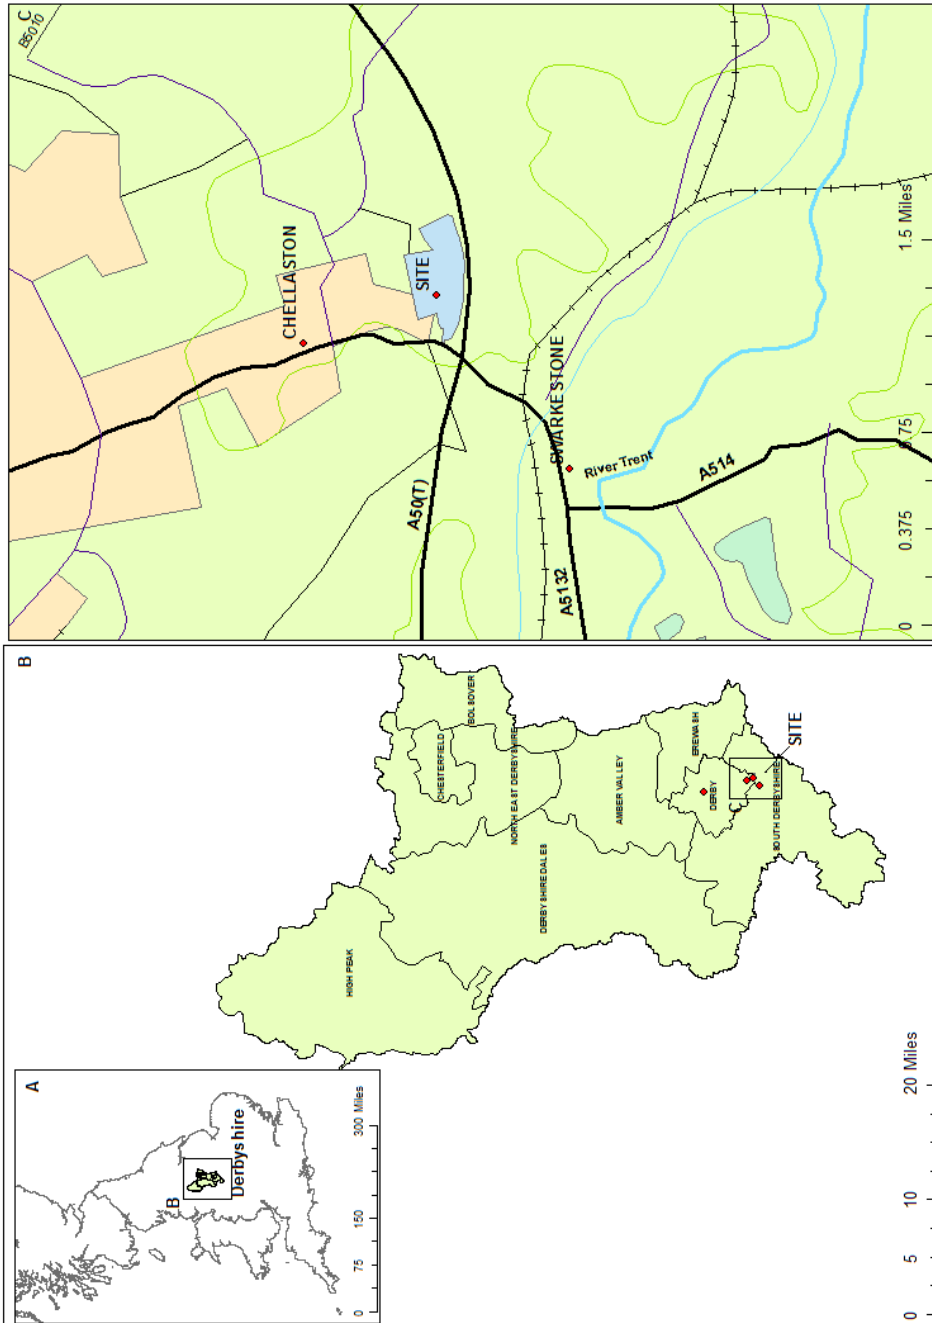 A
B
Derbyshire
0 75 150 300 Miles
B
HIGH PEAK
CHESTERFIELD
BOLSOVER
NORTH EAST DERBYSHIRE
DERBYSHIRE DALES
AMBER VALLEY
EREWASH
DERBY
C
SITE
SOUTH DERBYSHIRE
0 5 10 20 Miles
C
B5010
CHELLASTON
SITE
A50(T)
SWARKESTONE
River Trent
A5132
A514
0 0.375 0.75 1.5 Miles